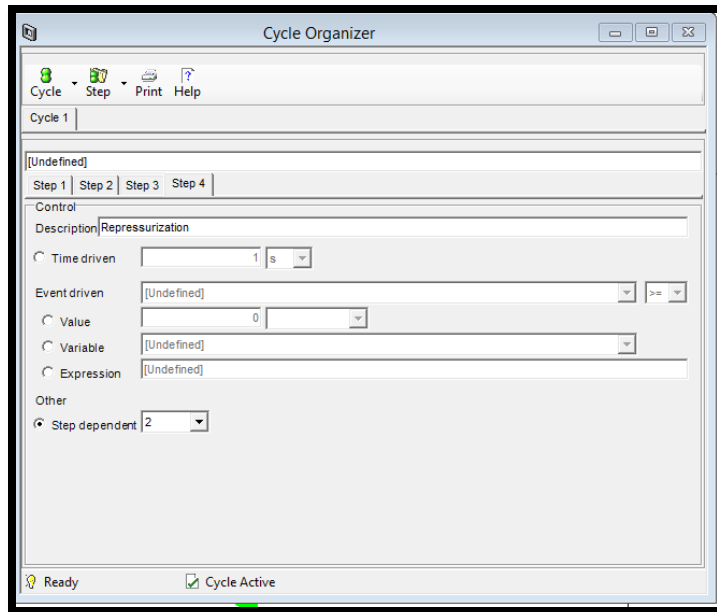 Cycle Organizer
Cycle Step Print Help
Cycle 1
[Undefined]
Step 1 Step 2 Step 3 Step 4
Control
Description Repressurization
Time driven 1 s
Event driven [Undefined] >=
Value 0
Variable [Undefined]
Expression [Undefined]
Other
Step dependent 2
Ready Cycle Active